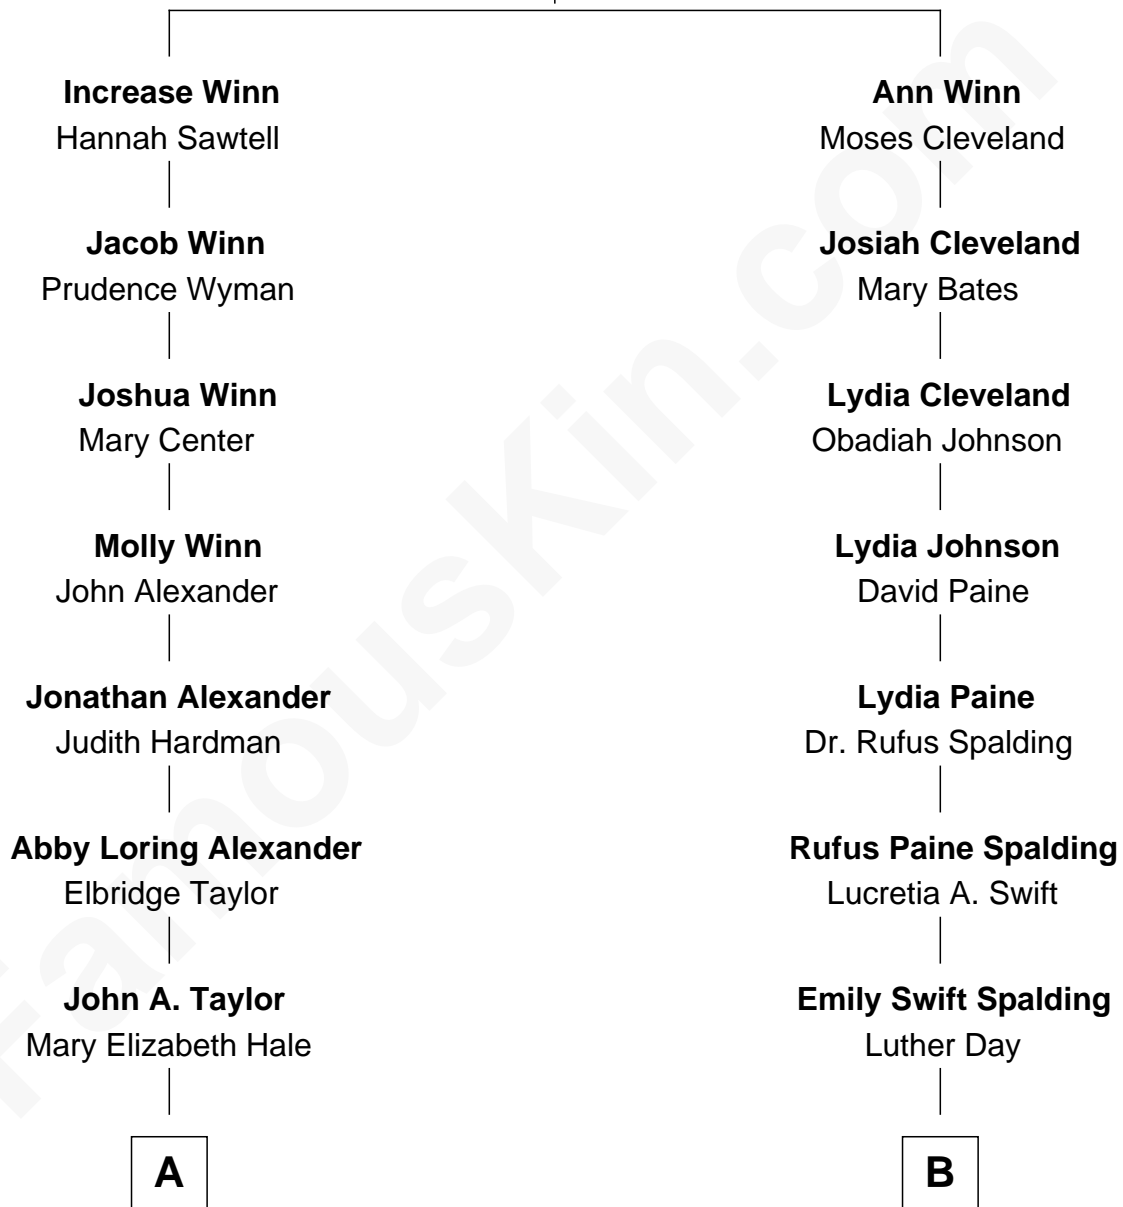 Increase Winn
Hannah Sawtell
Jacob Winn
Prudence Wyman
Joshua Winn
Mary Center
Molly Winn
John Alexander
Jonathan Alexander
Judith Hardman
Abby Loring Alexander
Elbridge Taylor
John A. Taylor
Mary Elizabeth Hale
A
Ann Winn
Moses Cleveland
Josiah Cleveland
Mary Bates
Lydia Cleveland
Obadiah Johnson
Lydia Johnson
David Paine
Lydia Paine
Dr. Rufus Spalding
Rufus Paine Spalding
Lucretia A. Swift
Emily Swift Spalding
Luther Day
B
FamousKin.com